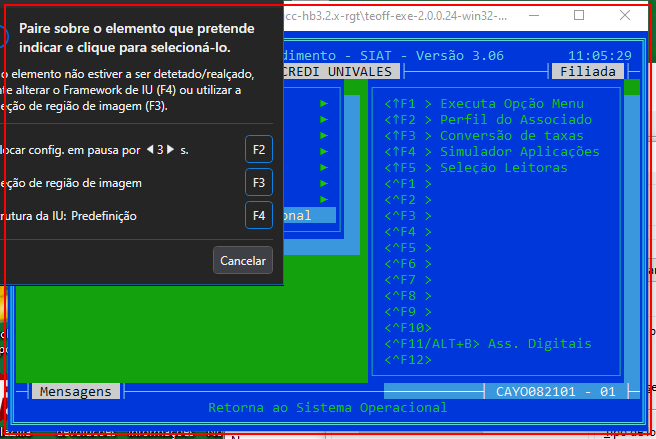 Paire sobre o elemento que pretende
indicar e clique para selecioná-lo.
o elemento não estiver a ser detetado/realçado,
te alterar o Framework de IU (F4) ou utilizar a
eção de região de imagem (F3).
locar config. em pausa por 3 s.
F2
eção de região de imagem
F3
rutura da IU: Predefinição
F4
Cancelar
cc-hb3.2.x-rgt\teoff-exe-2.0.0.24-win32-...
dimento - SIAT - Versão 3.06
11:05:29
CREDI UNIVALES
Filiada
onal
<↑F1 > Executa Opção Menu
<↑F2 > Perfil do Associado
<↑F3 > Conversão de taxas
<↑F4 > Simulador Aplicações
<↑F5 > Seleção Leitoras
<^F1 >
<^F2 >
<^F3 >
<^F4 >
<^F5 >
<^F6 >
<^F7 >
<^F8 >
<^F9 >
<^F10>
<^F11/ALT+B> Ass. Digitais
<^F12>
Mensagens
CAYO082101 - 01
Retorna ao Sistema Operacional
devoluções informações